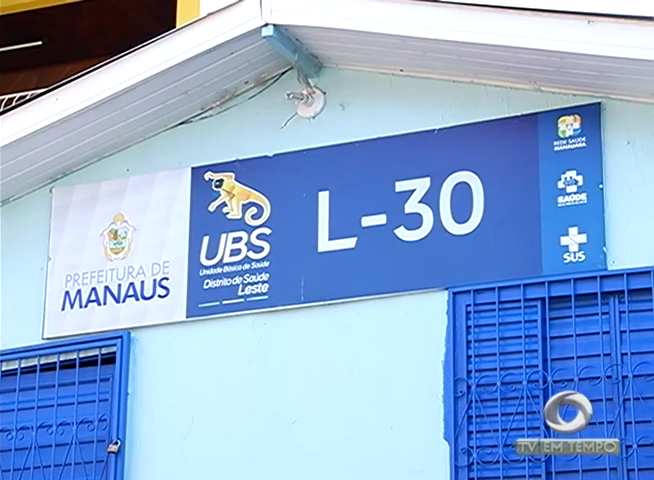 PREFEITURA DE
MANAUS
UBS
Unidade Básica de Saúde
Distrito de Saúde
Leste
L-30
REDE SAÚDE
MANAUARA
SAÚDE
SUS
TV EM TEMPO